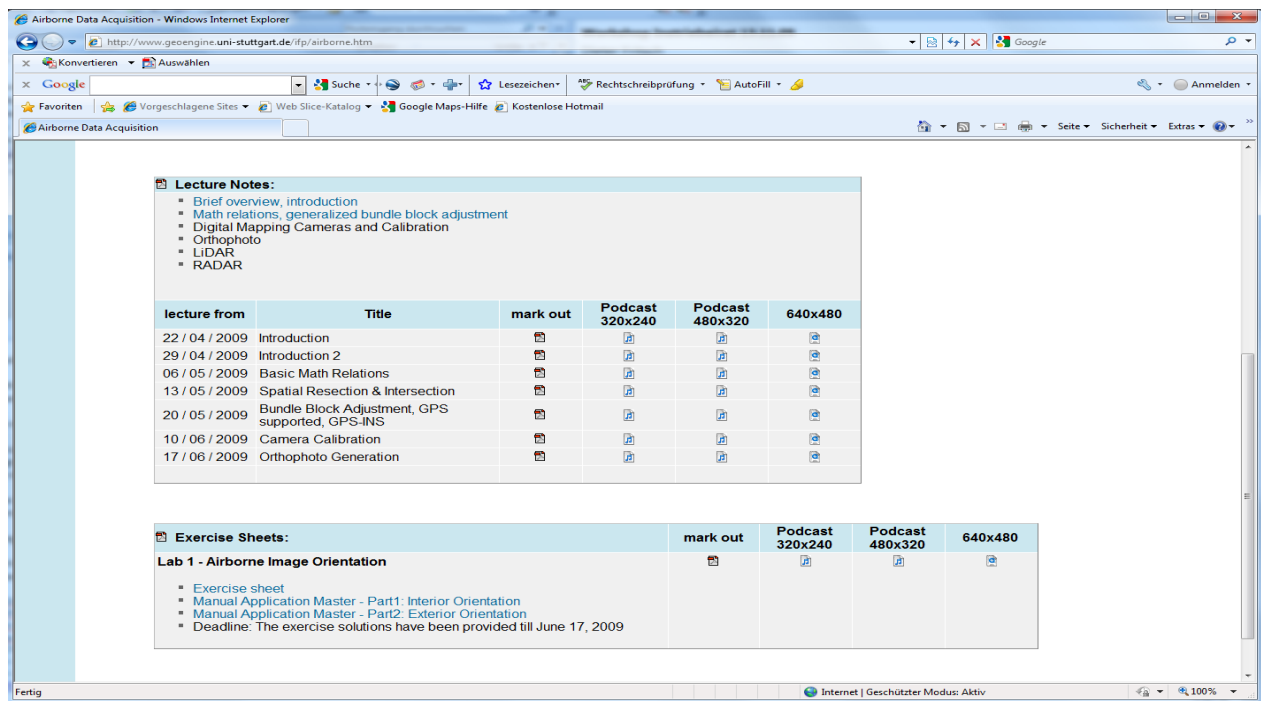 Airborne Data Acquisition - Windows Internet Explorer
http://www.geoengine.uni-stuttgart.de/ifp/airborne.htm
Google
x Konvertieren Auswählen
x Google Suche Lesezeichen Rechtschreibprüfung AutoFill Anmelden
Favoriten Vorgeschlagene Sites Web Slice-Katalog Google Maps-Hilfe Kostenlose Hotmail
Airborne Data Acquisition Seite Sicherheit Extras
Lecture Notes:
Brief overview, introduction
Math relations, generalized bundle block adjustment
Digital Mapping Cameras and Calibration
Orthophoto
LiDAR
RADAR
lecture from Title mark out Podcast 320x240 Podcast 480x320 640x480
22 / 04 / 2009 Introduction
29 / 04 / 2009 Introduction 2
06 / 05 / 2009 Basic Math Relations
13 / 05 / 2009 Spatial Resection & Intersection
20 / 05 / 2009 Bundle Block Adjustment, GPS
supported, GPS-INS
10 / 06 / 2009 Camera Calibration
17 / 06 / 2009 Orthophoto Generation
Exercise Sheets: mark out Podcast 320x240 Podcast 480x320 640x480
Lab 1 - Airborne Image Orientation
Exercise sheet
Manual Application Master - Part1: Interior Orientation
Manual Application Master - Part2: Exterior Orientation
Deadline: The exercise solutions have been provided till June 17, 2009
Fertig Internet | Geschützter Modus: Aktiv 100%